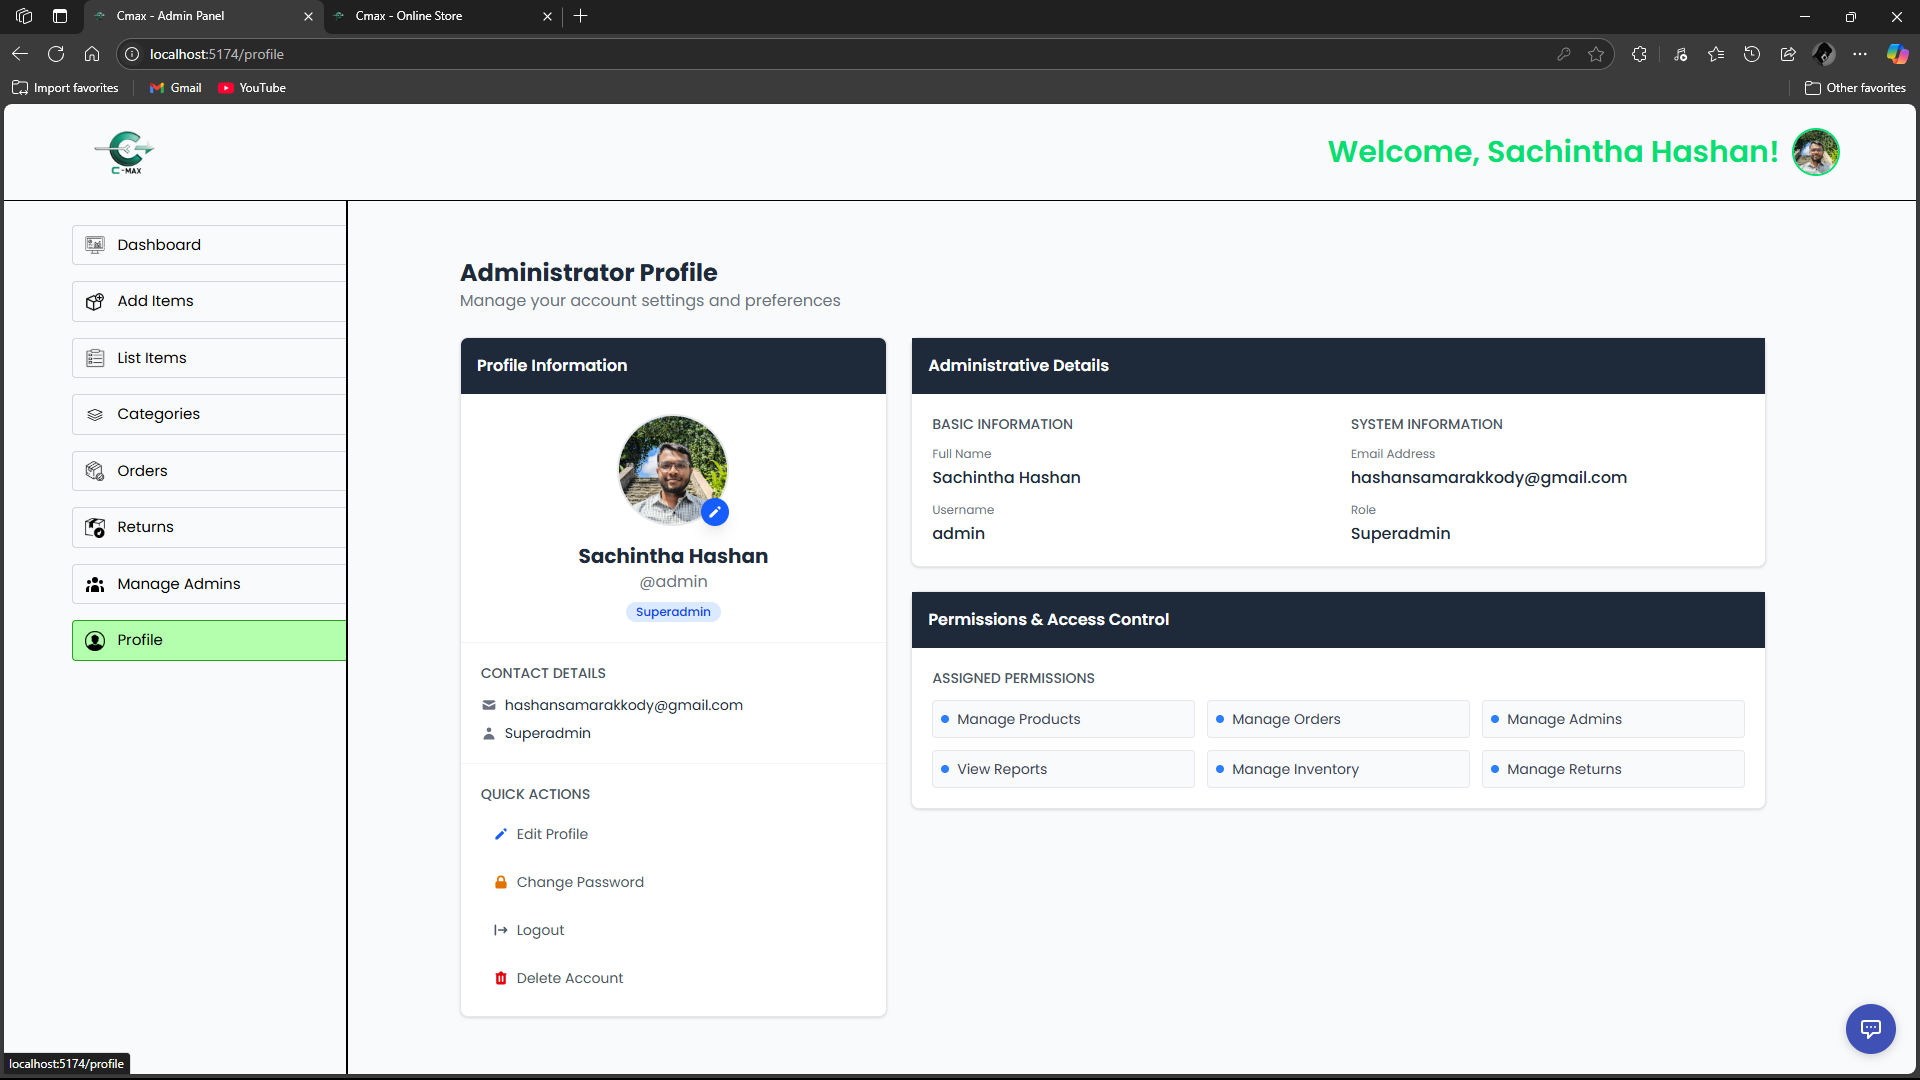 Cmax - Admin Panel
Cmax - Online Store
localhost:5174/profile
Import favorites
Gmail
YouTube
Other favorites
C-MAX
Welcome, Sachintha Hashan!
Dashboard
Add Items
List Items
Categories
Orders
Returns
Manage Admins
Profile
Administrator Profile
Manage your account settings and preferences
Profile Information
Sachintha Hashan
@admin
Superadmin
CONTACT DETAILS
hashansamarakkody@gmail.com
Superadmin
QUICK ACTIONS
Edit Profile
Change Password
Logout
Delete Account
Administrative Details
BASIC INFORMATION
Full Name
Sachintha Hashan
Username
admin
SYSTEM INFORMATION
Email Address
hashansamarakkody@gmail.com
Role
Superadmin
Permissions & Access Control
ASSIGNED PERMISSIONS
Manage Products
Manage Orders
Manage Admins
View Reports
Manage Inventory
Manage Returns
localhost:5174/profile